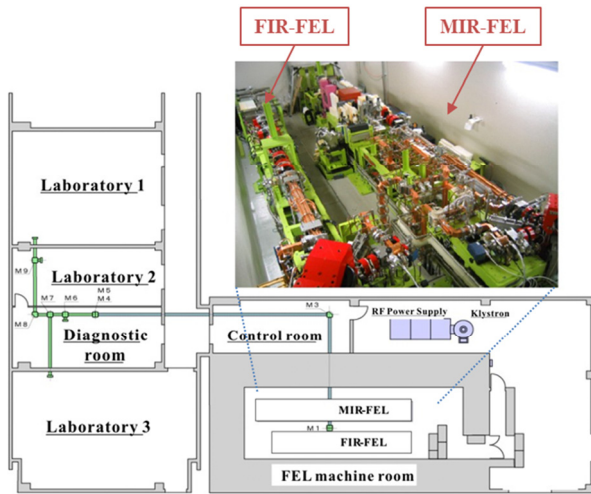 FIR-FEL
MIR-FEL
Laboratory 1
Laboratory 2
M9
M5
M7 M6 M4
M8
M3
Diagnostic
room
Control room
RF Power Supply
Klystron
Laboratory 3
MIR-FEL
M1
FIR-FEL
FEL machine room